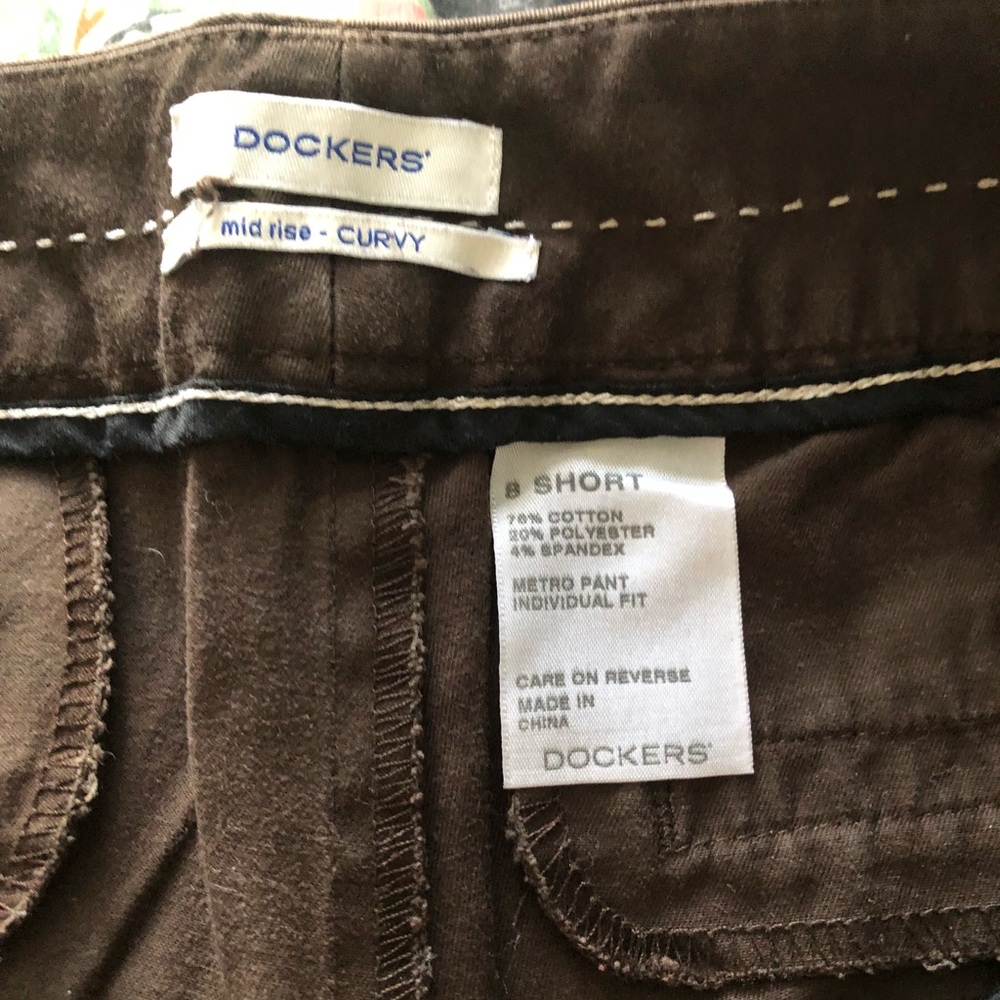 DOCKERS®
mid rise - CURVY
8 SHORT
76% COTTON
20% POLYESTER
4% SPANDEX
METRO PANT
INDIVIDUAL FIT
CARE ON REVERSE
MADE IN
CHINA
DOCKERS®